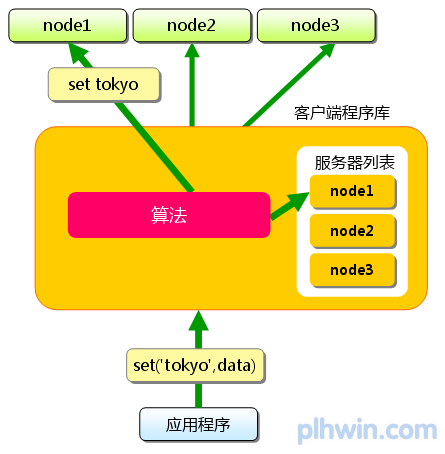 node1
node2
node3
set tokyo
客户端程序库
服务器列表
node1
算法
node2
node3
set('tokyo',data)
应用程序
plhwin.com